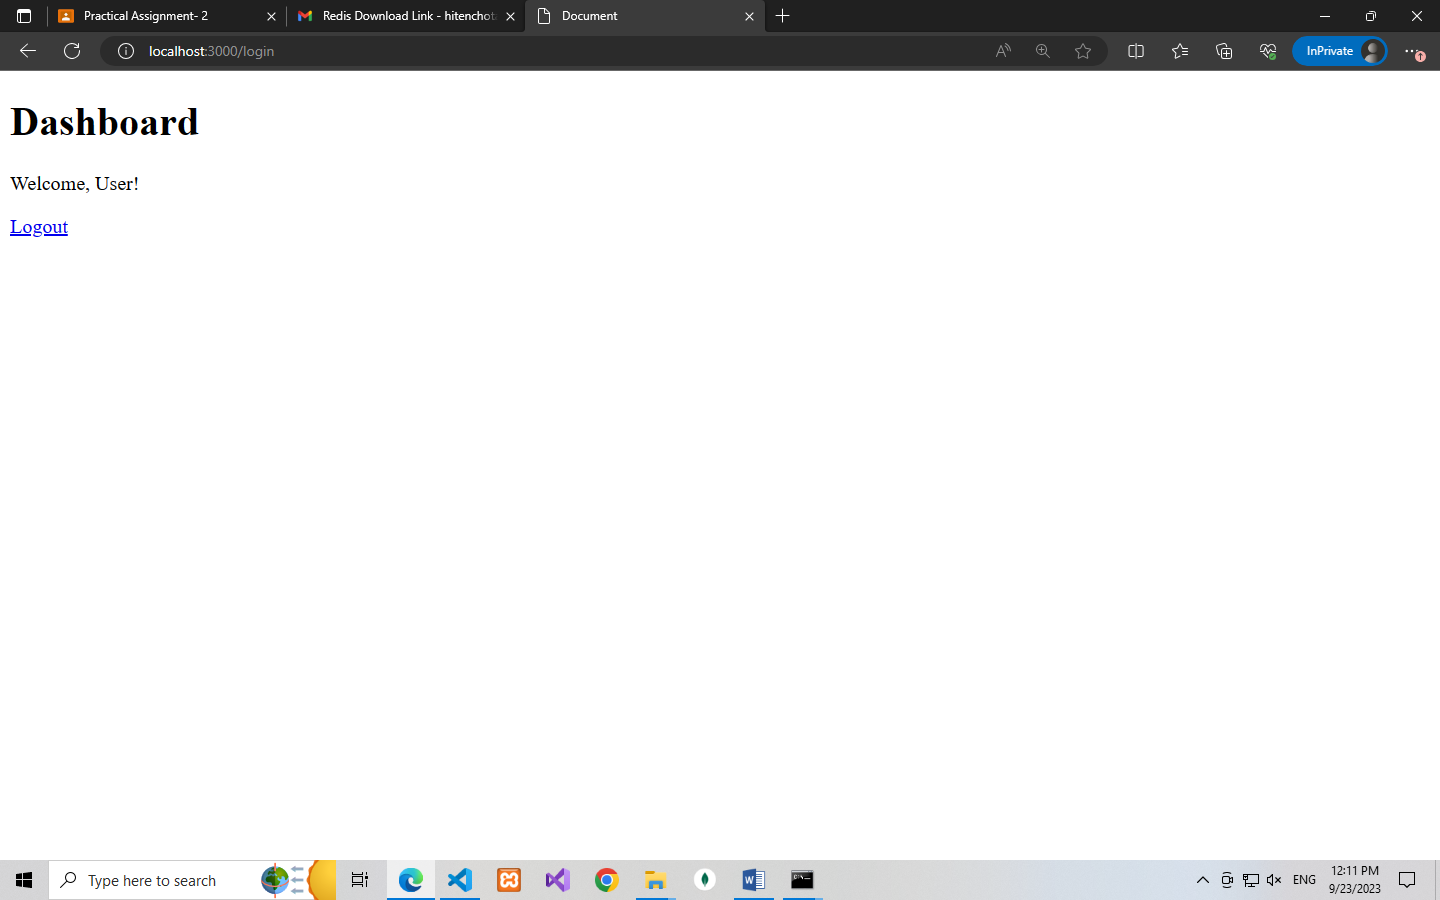 Practical Assignment- 2
Redis Download Link - hitenchot
Document
localhost:3000/login
InPrivate
Dashboard
Welcome, User!
Logout
Type here to search
ENG
12:11 PM
9/23/2023